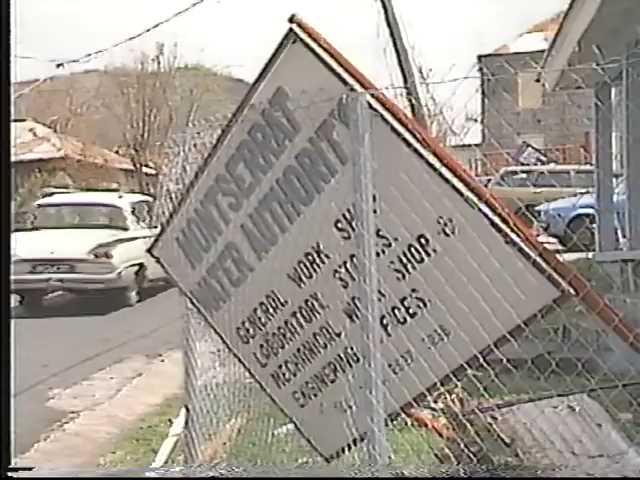 MONTSERRAT
WATER AUTHORITY
GENERAL WORK SHOP
LABORATORY STORES.
MECHANICAL WORK SHOP. &
ENGINEERING OFFICES.